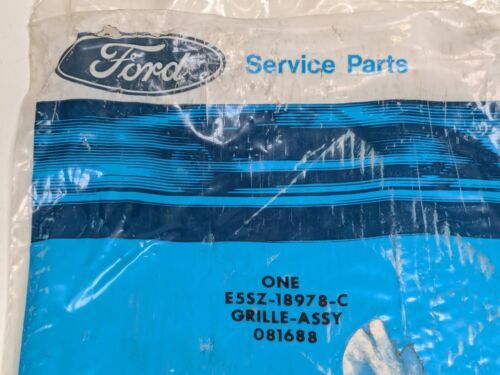 Ford
Service Parts
ONE
E5SZ-18978-C
GRILLE-ASSY
081688